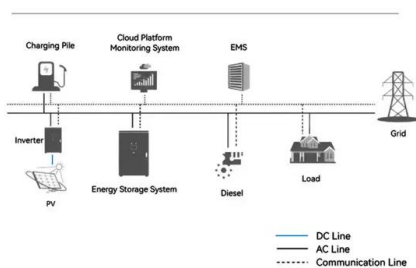 Charging Pile
Cloud Platform
Monitoring System
EMS
Grid
Inverter
PV
Energy Storage System
Diesel
Load
DC Line
AC Line
Communication Line